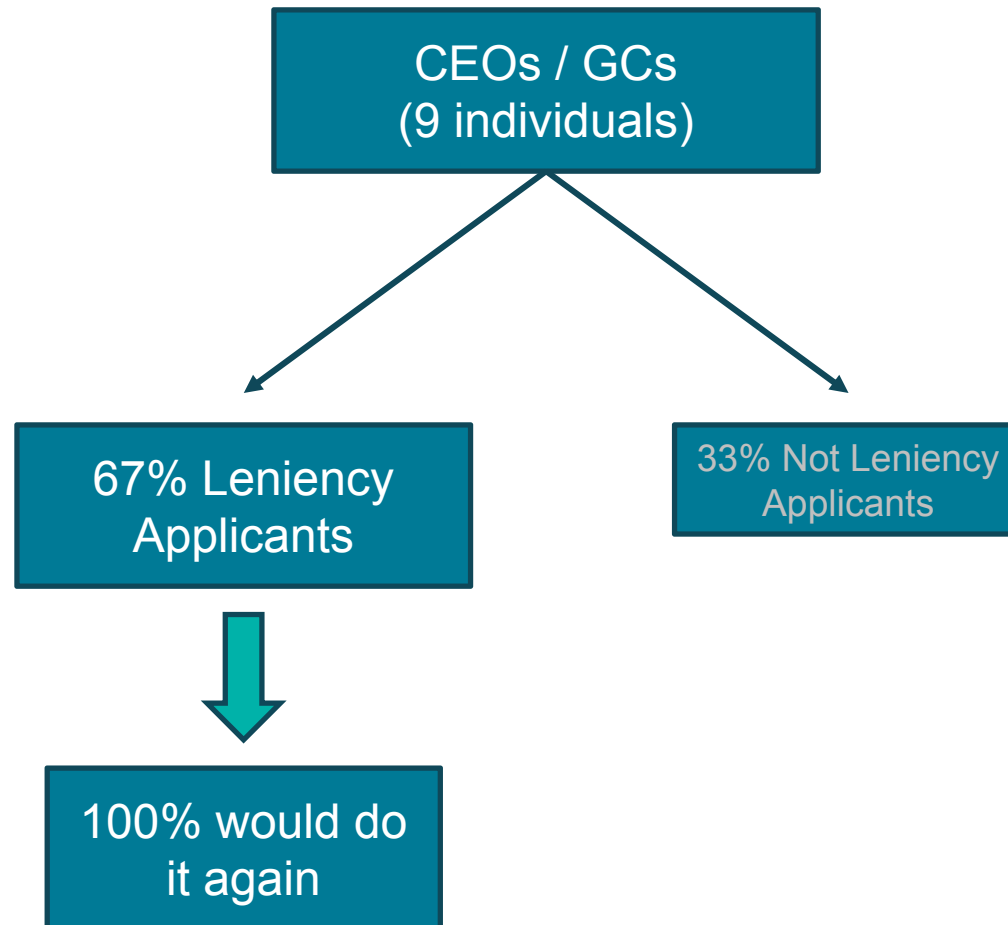 CEOs / GCs
(9 individuals)
67% Leniency
Applicants
33% Not Leniency
Applicants
100% would do
it again